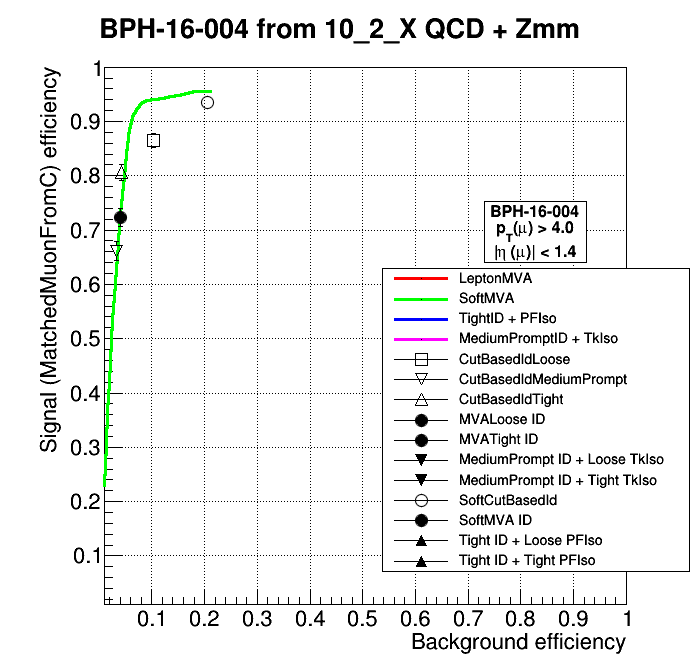 BPH-16-004 from 10_2_X QCD + Zmm
Signal (MatchedMuonFromC) efficiency
1
0.9
0.8
0.7
0.6
0.5
0.4
0.3
0.2
0.1
BPH-16-004
pT(μ) > 4.0
|η (μ)| < 1.4
LeptonMVA
SoftMVA
TightID + PFIso
MediumPromptID + TkIso
CutBasedIdLoose
CutBasedIdMediumPrompt
CutBasedIdTight
MVALoose ID
MVATight ID
MediumPrompt ID + Loose TkIso
MediumPrompt ID + Tight TkIso
SoftCutBasedId
SoftMVA ID
Tight ID + Loose PFIso
Tight ID + Tight PFIso
0.1 0.2 0.3 0.4 0.5 0.6 0.7 0.8 0.9 1
Background efficiency